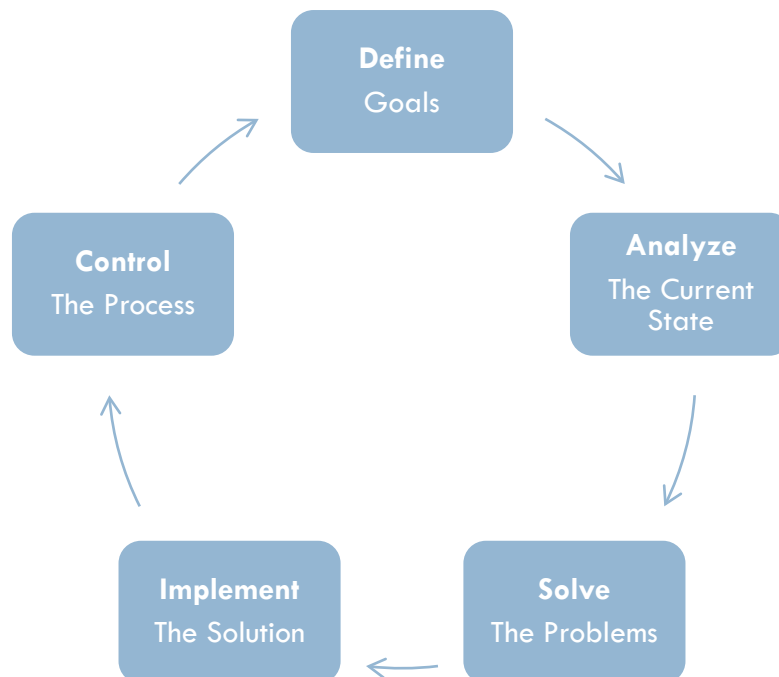 Define
Goals
Analyze
The Current
State
Solve
The Problems
Implement
The Solution
Control
The Process